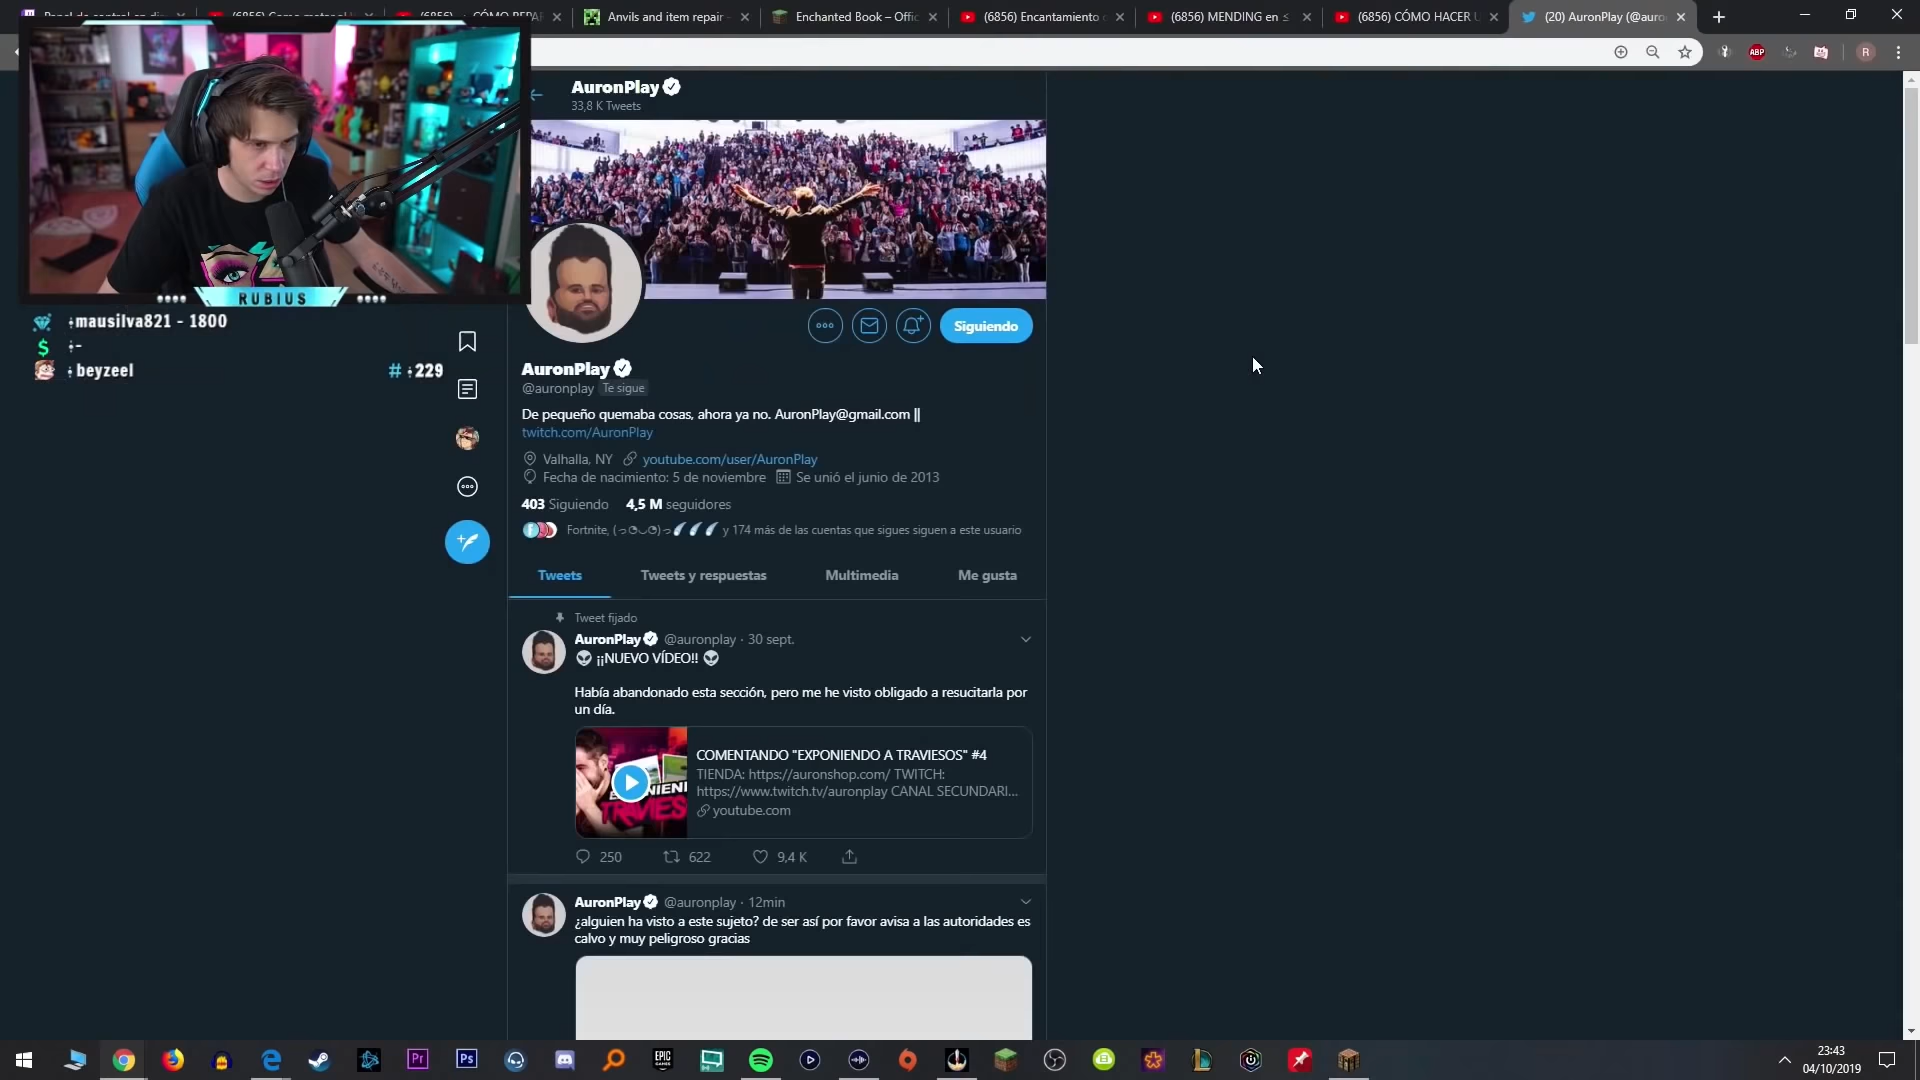 Anvils and item repair
Enchanted Book – Offic
(6856) Encantamiento
(6856) MENDING en
(6856) CÓMO HACER U
(20) AuronPlay (@auro
ABP
R
AuronPlay
33,8 K Tweets
RUBIUS
mausilva821 - 1800
$ :-
beyzeel # :229
Siguiendo
AuronPlay
@auronplay Te sigue
De pequeño quemaba cosas, ahora ya no. AuronPlay@gmail.com ||
twitch.com/AuronPlay
Valhalla, NY youtube.com/user/AuronPlay
Fecha de nacimiento: 5 de noviembre Se unió el junio de 2013
403 Siguiendo 4,5 M seguidores
Fortnite, y 174 más de las cuentas que sigues siguen a este usuario
Tweets Tweets y respuestas Multimedia Me gusta
Tweet fijado
AuronPlay @auronplay · 30 sept.
👽 ¡¡NUEVO VÍDEO!! 👽
Había abandonado esta sección, pero me he visto obligado a resucitarla por
un día.
COMENTANDO "EXPONIENDO A TRAVIESOS" #4
TIENDA: https://auronshop.com/ TWITCH:
https://www.twitch.tv/auronplay CANAL SECUNDARI...
youtube.com
250 622 9,4 K
AuronPlay @auronplay · 12min
¿alguien ha visto a este sujeto? de ser así por favor avisa a las autoridades es
calvo y muy peligroso gracias
Pr
Ps
EPIC
GAMES
23:43
04/10/2019